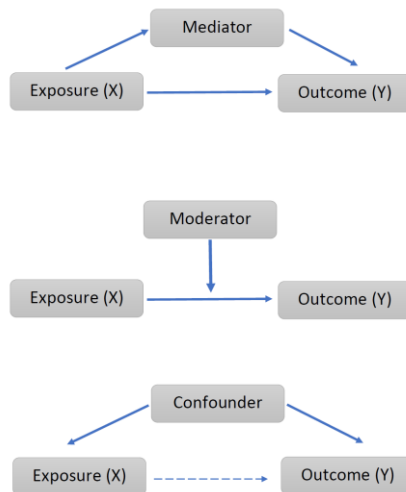 Mediator
Exposure (X)
Outcome (Y)
Moderator
Exposure (X)
Outcome (Y)
Confounder
Exposure (X)
Outcome (Y)